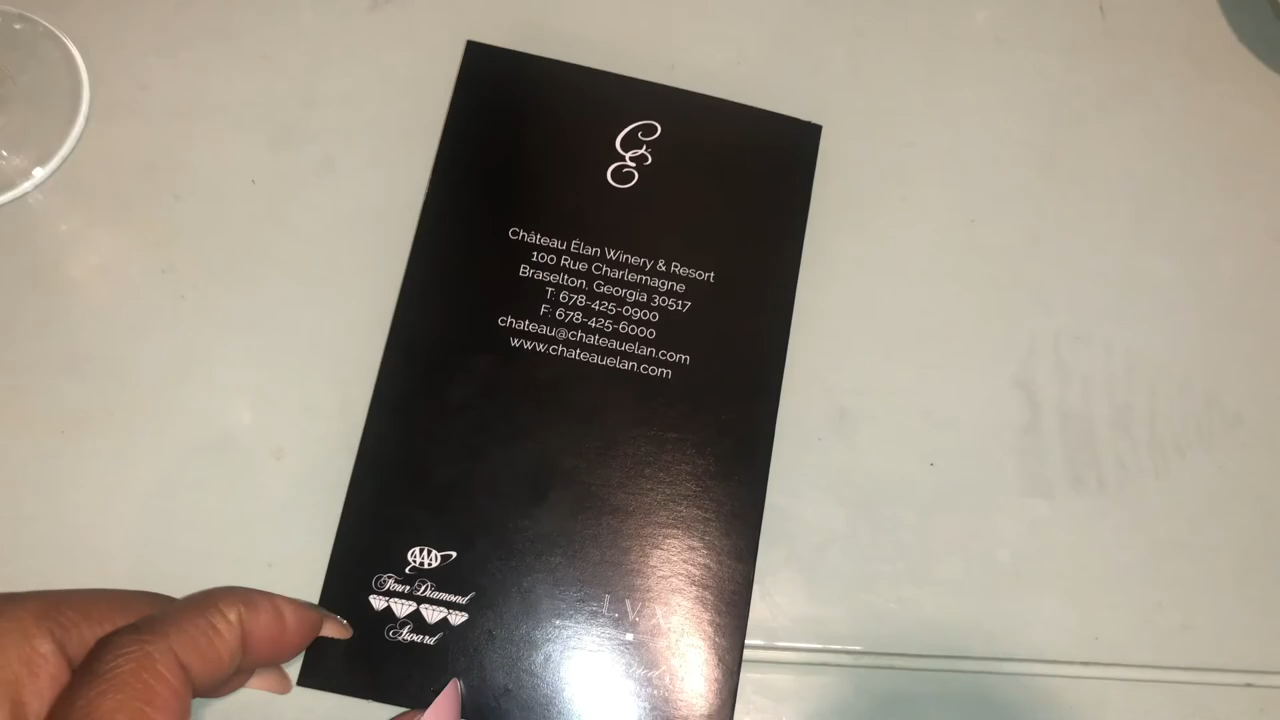 CE
Château Élan Winery & Resort
100 Rue Charlemagne
Braselton, Georgia 30517
T: 678-425-0900
F: 678-425-6000
chateau@chateauelan.com
www.chateauelan.com
AAA
Four Diamond
Award